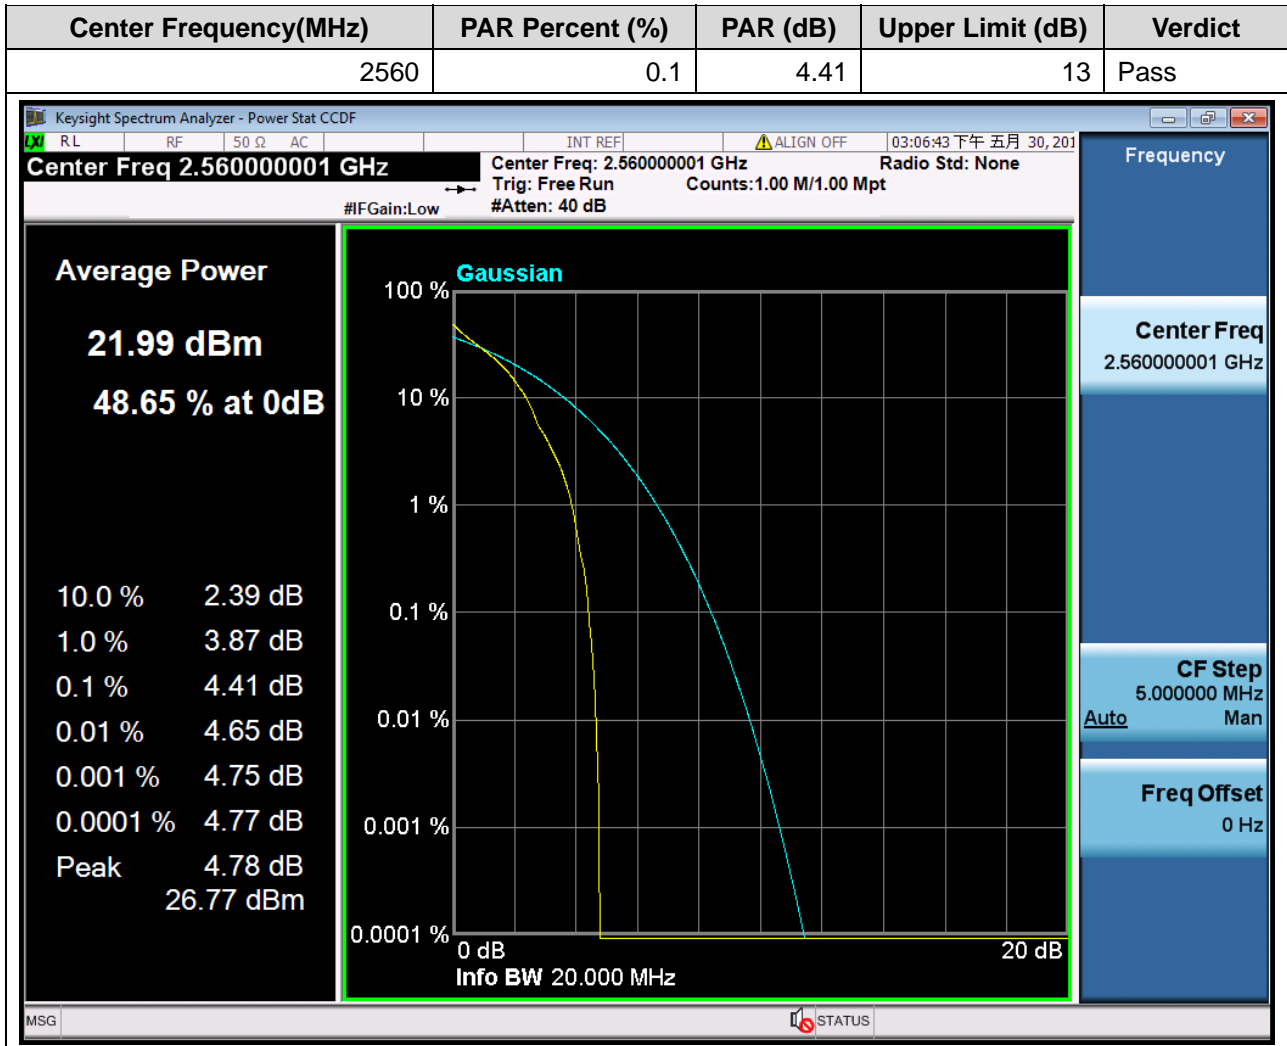 Center Frequency(MHz) PAR Percent (%) PAR (dB) Upper Limit (dB) Verdict
2560 0.1 4.41 13 Pass
Keysight Spectrum Analyzer - Power Stat CCDF
LXI RL RF 50 Ω AC INT REF ALIGN OFF 03:06:43 下午 五月 30, 201
Center Freq 2.560000001 GHz
Center Freq: 2.560000001 GHz Radio Std: None
Trig: Free Run Counts:1.00 M/1.00 Mpt
#IFGain:Low #Atten: 40 dB
Frequency
Average Power
21.99 dBm
48.65 % at 0dB
10.0 % 2.39 dB
1.0 % 3.87 dB
0.1 % 4.41 dB
0.01 % 4.65 dB
0.001 % 4.75 dB
0.0001 % 4.77 dB
Peak 4.78 dB
26.77 dBm
Gaussian
100 %
10 %
1 %
0.1 %
0.01 %
0.001 %
0.0001 %
0 dB 20 dB
Info BW 20.000 MHz
Center Freq
2.560000001 GHz
CF Step
5.000000 MHz
Auto Man
Freq Offset
0 Hz
MSG STATUS